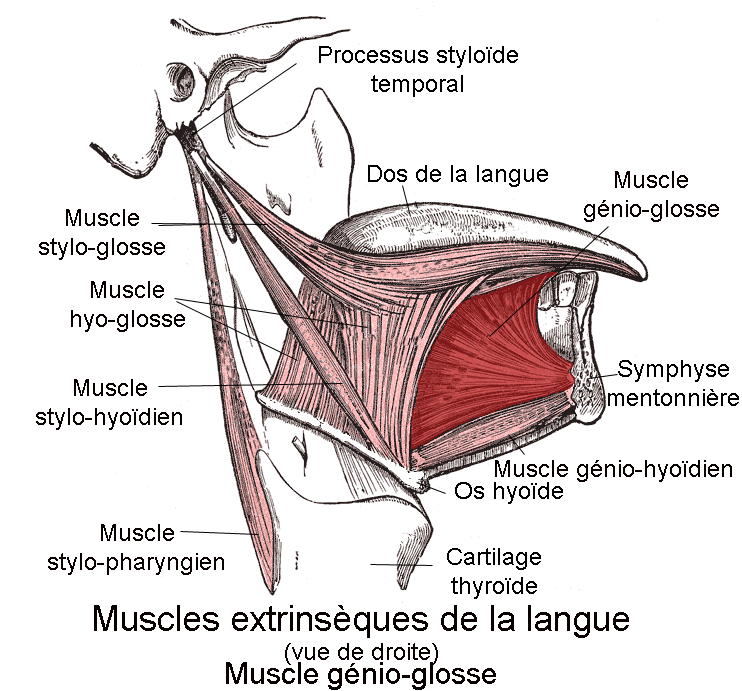 Processus styloïde
temporal
Dos de la langue
Muscle
génio-glosse
Muscle
stylo-glosse
Muscle
hyo-glosse
Muscle
stylo-hyoïdien
Symphyse
mentonnière
Muscle génio-hyoïdien
Os hyoïde
Muscle
stylo-pharyngien
Cartilage
thyroïde
Muscles extrinsèques de la langue
(vue de droite)
Muscle génio-glosse